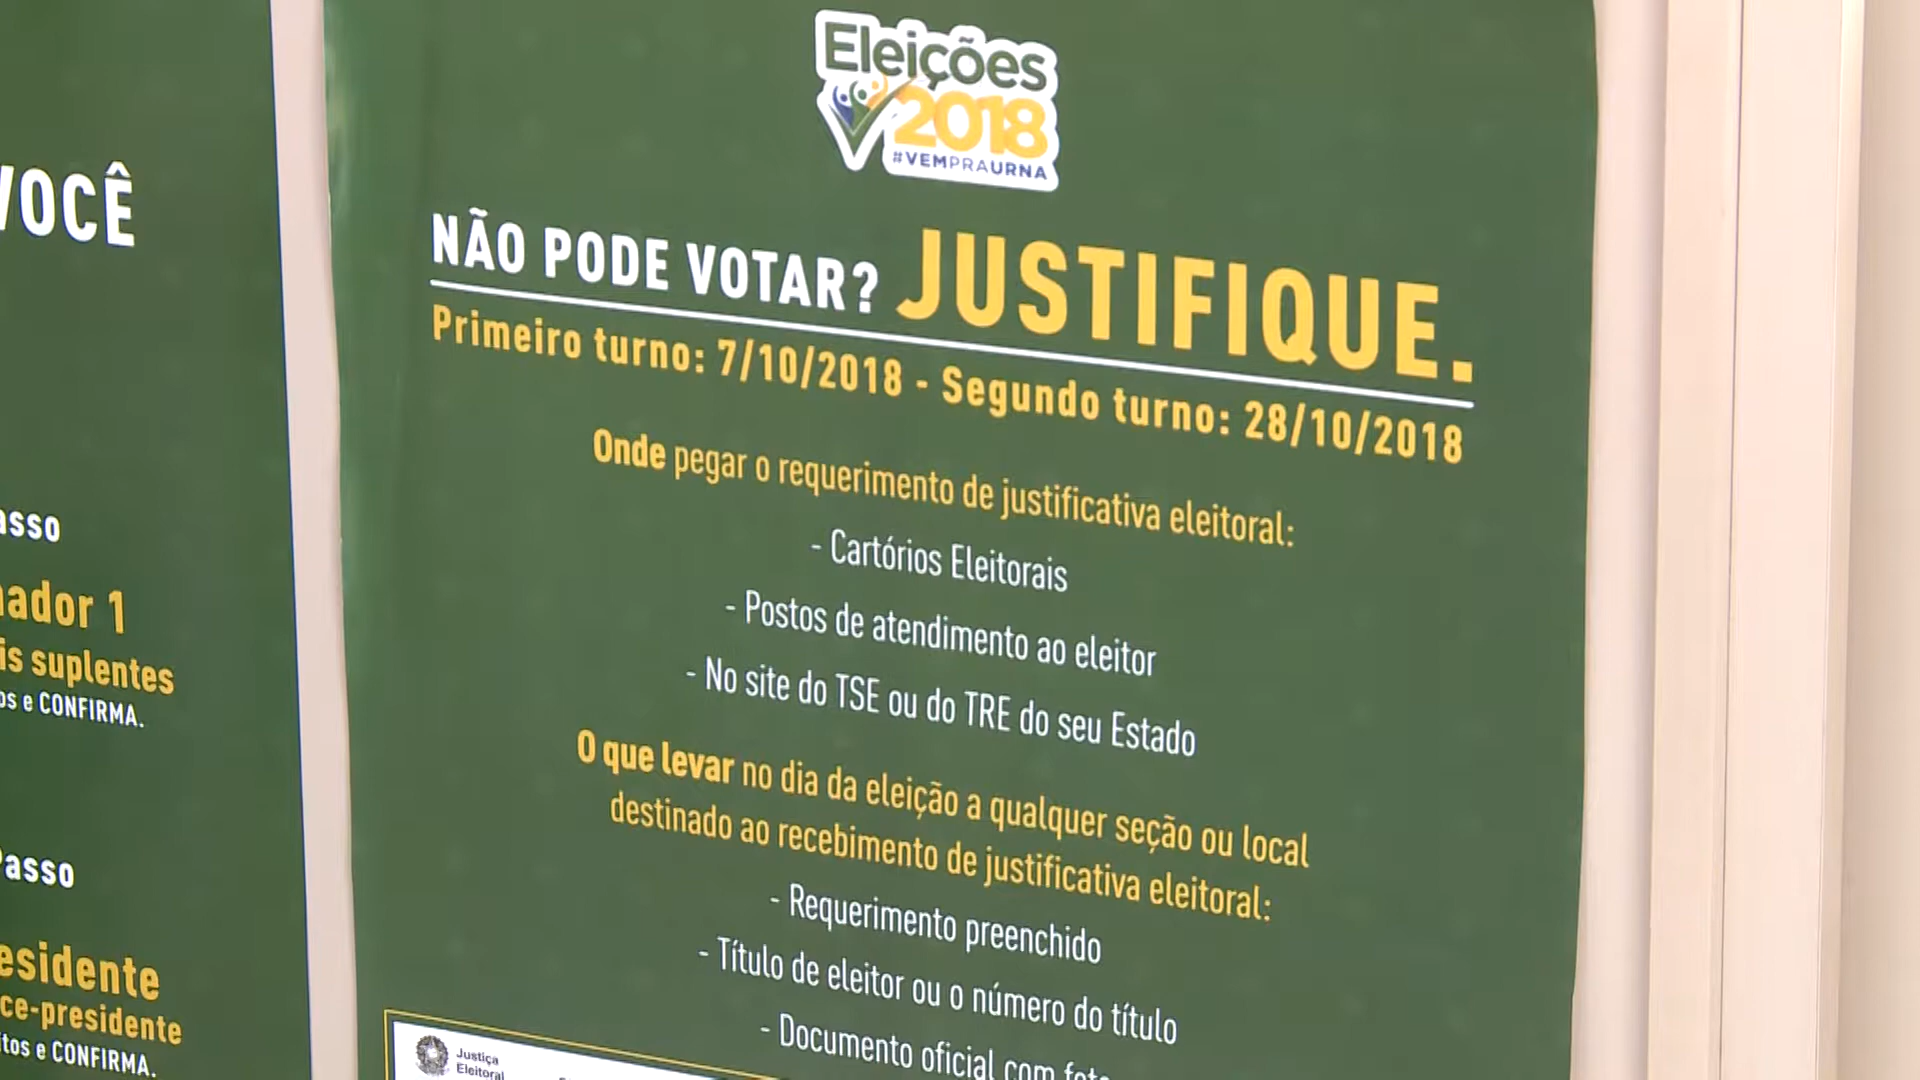 VOCÊ
asso
ador 1
is suplentes
os e CONFIRMA.
asso
esidente
ce-presidente
tos e CONFIRMA.
Eleições
2018
#VEMPRAURNA
NÃO PODE VOTAR? JUSTIFIQUE.
Primeiro turno: 7/10/2018 - Segundo turno: 28/10/2018
Onde pegar o requerimento de justificativa eleitoral:
- Cartórios Eleitorais
- Postos de atendimento ao eleitor
- No site do TSE ou do TRE do seu Estado
O que levar no dia da eleição a qualquer seção ou local
destinado ao recebimento de justificativa eleitoral:
- Requerimento preenchido
- Título de eleitor ou o número do título
- Documento oficial com foto
Justiça
Eleitoral